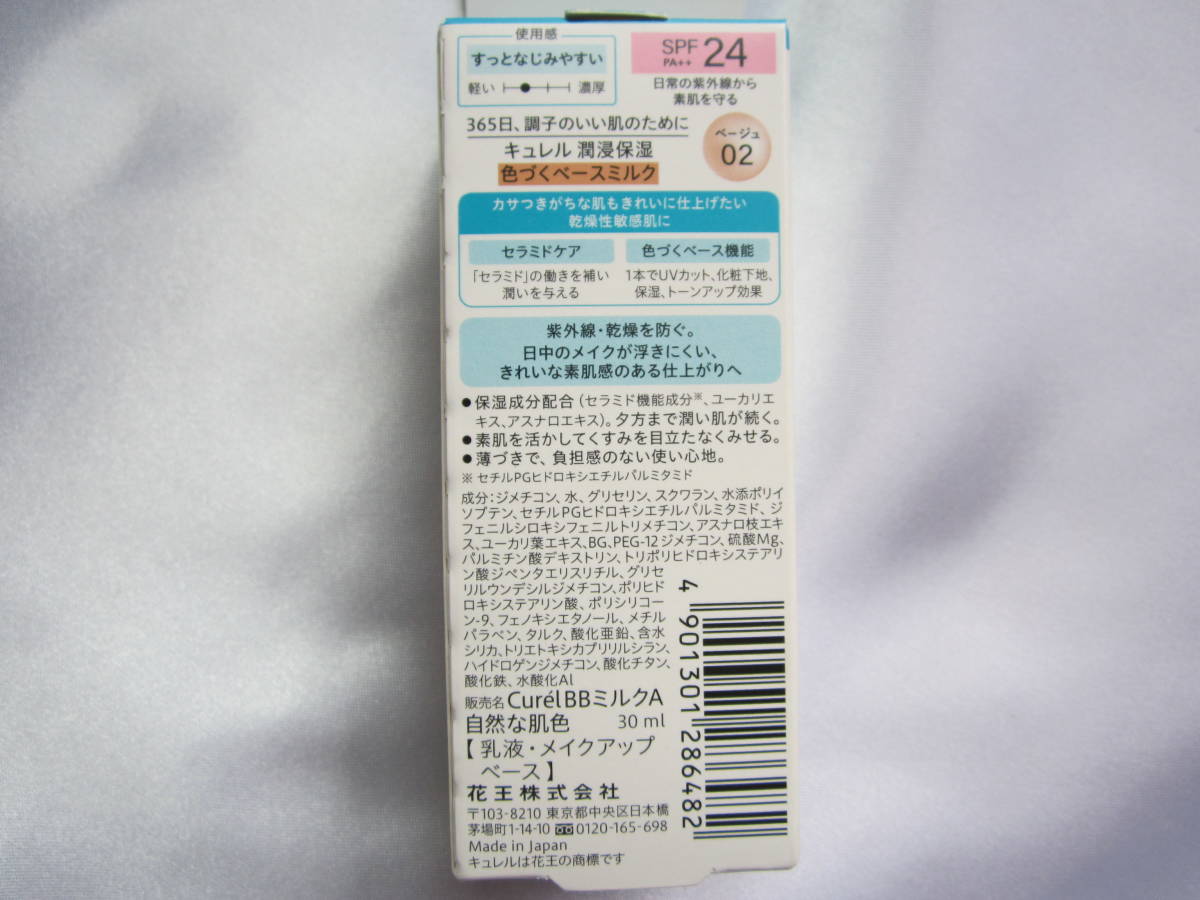 使用感
すっとなじみやすい
軽い 濃厚
SPF 24
PA++
日常の紫外線から
素肌を守る
365日、調子のいい肌のために
キュレル 潤浸保湿
色づくベースミルク
ベージュ
02
カサつきがちな肌もきれいに仕上げたい
乾燥性敏感肌に
セラミドケア
「セラミド」の働きを補い
潤いを与える
色づくベース機能
1本でUVカット、化粧下地、
保湿、トーンアップ効果
紫外線・乾燥を防ぐ。
日中のメイクが浮きにくい、
きれいな素肌感のある仕上がりへ
●保湿成分配合（セラミド機能成分※、ユーカリエ
キス、アスナロエキス）。夕方まで潤い肌が続く。
●素肌を活かしてくすみを目立たなくみせる。
●薄づきで、負担感のない使い心地。
※ セチルPGヒドロキシエチルパルミタミド
成分：ジメチコン、水、グリセリン、スクワラン、水添ポリイ
ソブテン、セチルPGヒドロキシエチルパルミタミド、ジ
フェニルシロキシフェニルトリメチコン、アスナロ枝エキ
ス、ユーカリ葉エキス、BG、PEG-12ジメチコン、硫酸Mg、
パルミチン酸デキストリン、トリポリヒドロキシステアリ
ン酸ジペンタエリスリチル、グリセ
リルウンデシルジメチコン、ポリヒド
ロキシステアリン酸、ポリシリコー
ン-9、フェノキシエタノール、メチル
パラベン、タルク、酸化亜鉛、含水
シリカ、トリエトキシカプリリルシラン、
ハイドロゲンジメチコン、酸化チタン、
酸化鉄、水酸化Al
販売名 Curél BBミルクA
自然な肌色 30 ml
【乳液・メイクアップ
ベース】
花王株式会社
〒103-8210 東京都中央区日本橋
茅場町1-14-10 0120-165-698
Made in Japan
キュレルは花王の商標です
4 901301 286482